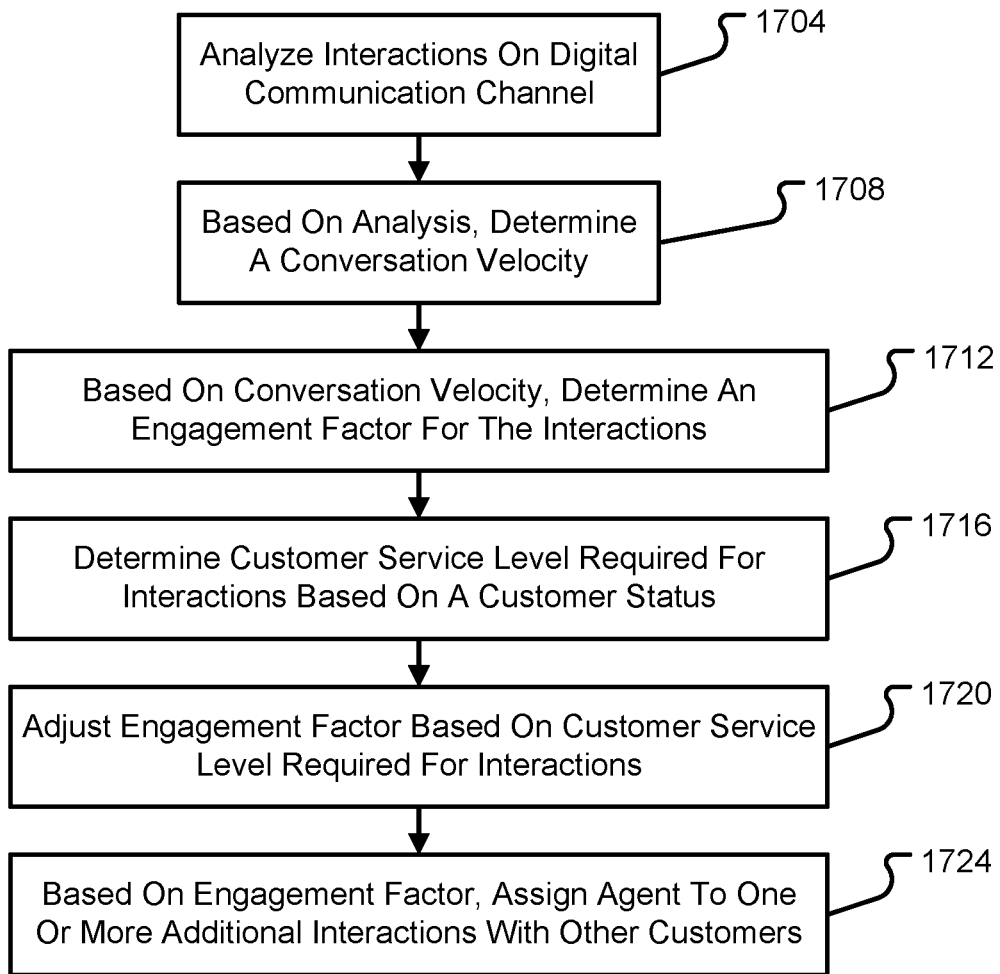 Analyze Interactions On Digital
Communication Channel
1704
Based On Analysis, Determine
A Conversation Velocity
1708
Based On Conversation Velocity, Determine An
Engagement Factor For The Interactions
1712
Determine Customer Service Level Required For
Interactions Based On A Customer Status
1716
Adjust Engagement Factor Based On Customer Service
Level Required For Interactions
1720
Based On Engagement Factor, Assign Agent To One
Or More Additional Interactions With Other Customers
1724